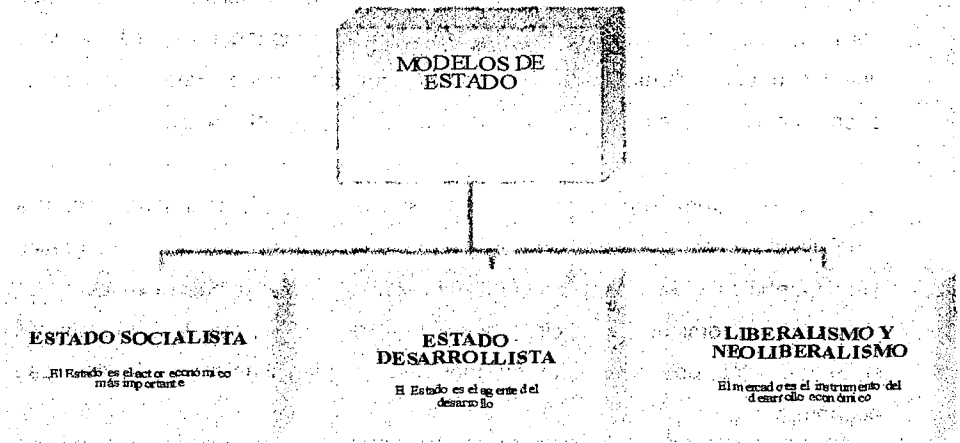 MODELOS DE
ESTADO
ESTADO SOCIALISTA
El Estado es el actor económico
más importante
ESTADO
DESARROLLISTA
El Estado es el agente del
desarrollo
LIBERALISMO Y
NEOLIBERALISMO
El mercado es el instrumento del
desarrollo económico